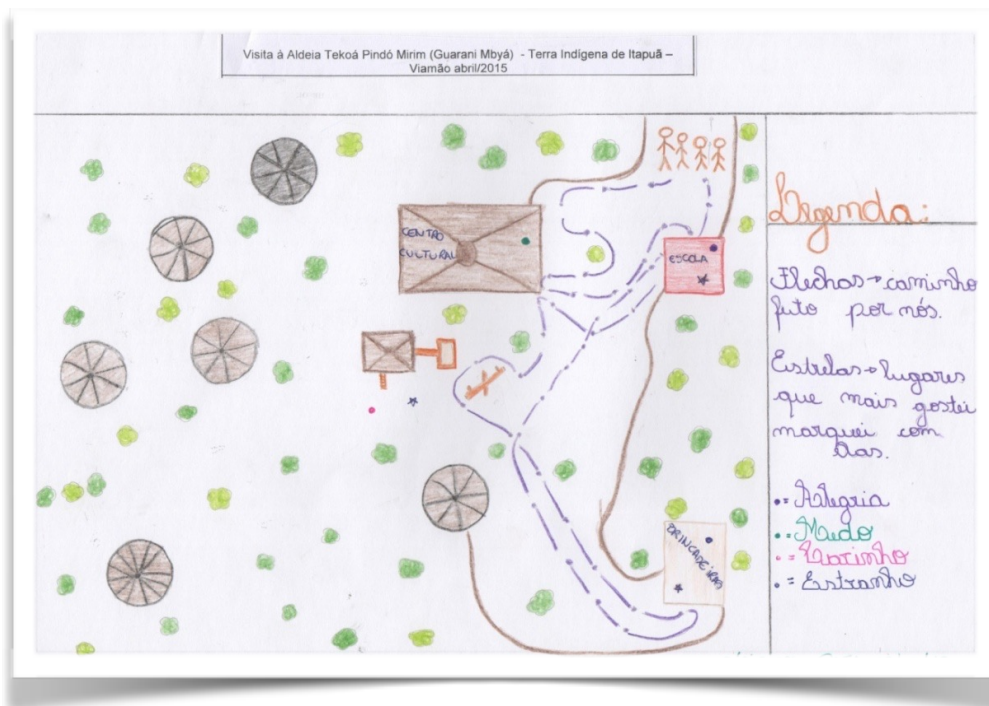 Visita á Aldeia Tekoá Pindó Mirim (Guarani Mbyá) - Terra Indígena de Itapuã –
Viamão abril/2015
CENTRO
CULTURAL
ESCOLA
BRINCADEIRAS
Legenda:
Flechas → caminho
feito por nós.
Estrelas → lugares
que mais gostei
marquei com
elas.
• = Alegria
• = Medo
• = Carinho
• = Estranho